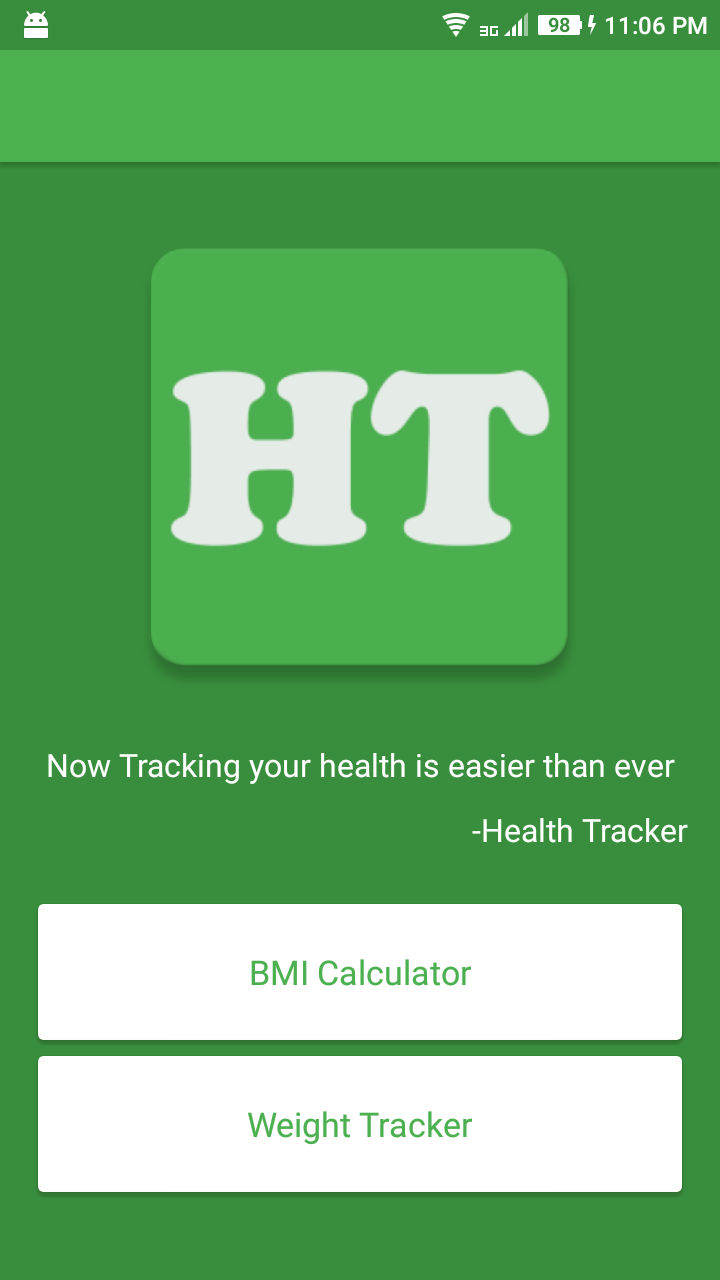 3G 98 11:06 PM
HT
Now Tracking your health is easier than ever
-Health Tracker
BMI Calculator
Weight Tracker